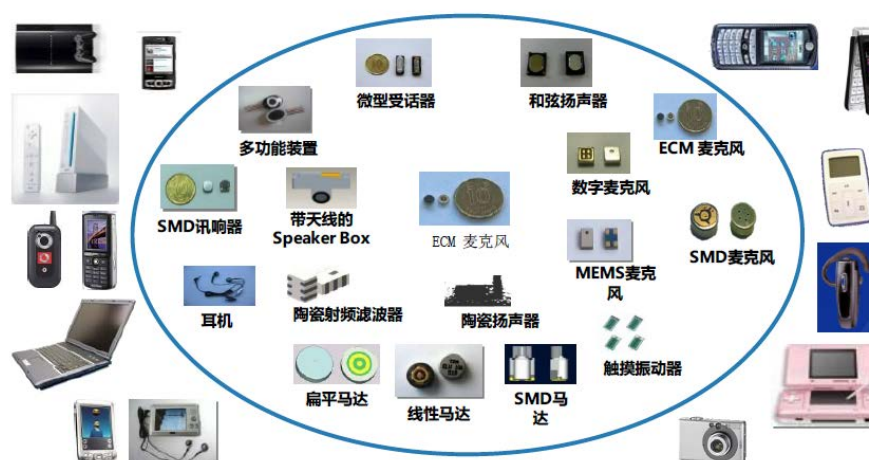 微型受话器
和弦扬声器
多功能装置
ECM 麦克风
数字麦克风
SMD讯响器
带天线的
Speaker Box
ECM 麦克风
MEMS麦克
风
SMD麦克风
耳机
陶瓷射频滤波器
陶瓷扬声器
触摸振动器
扁平马达
线性马达
SMD马
达